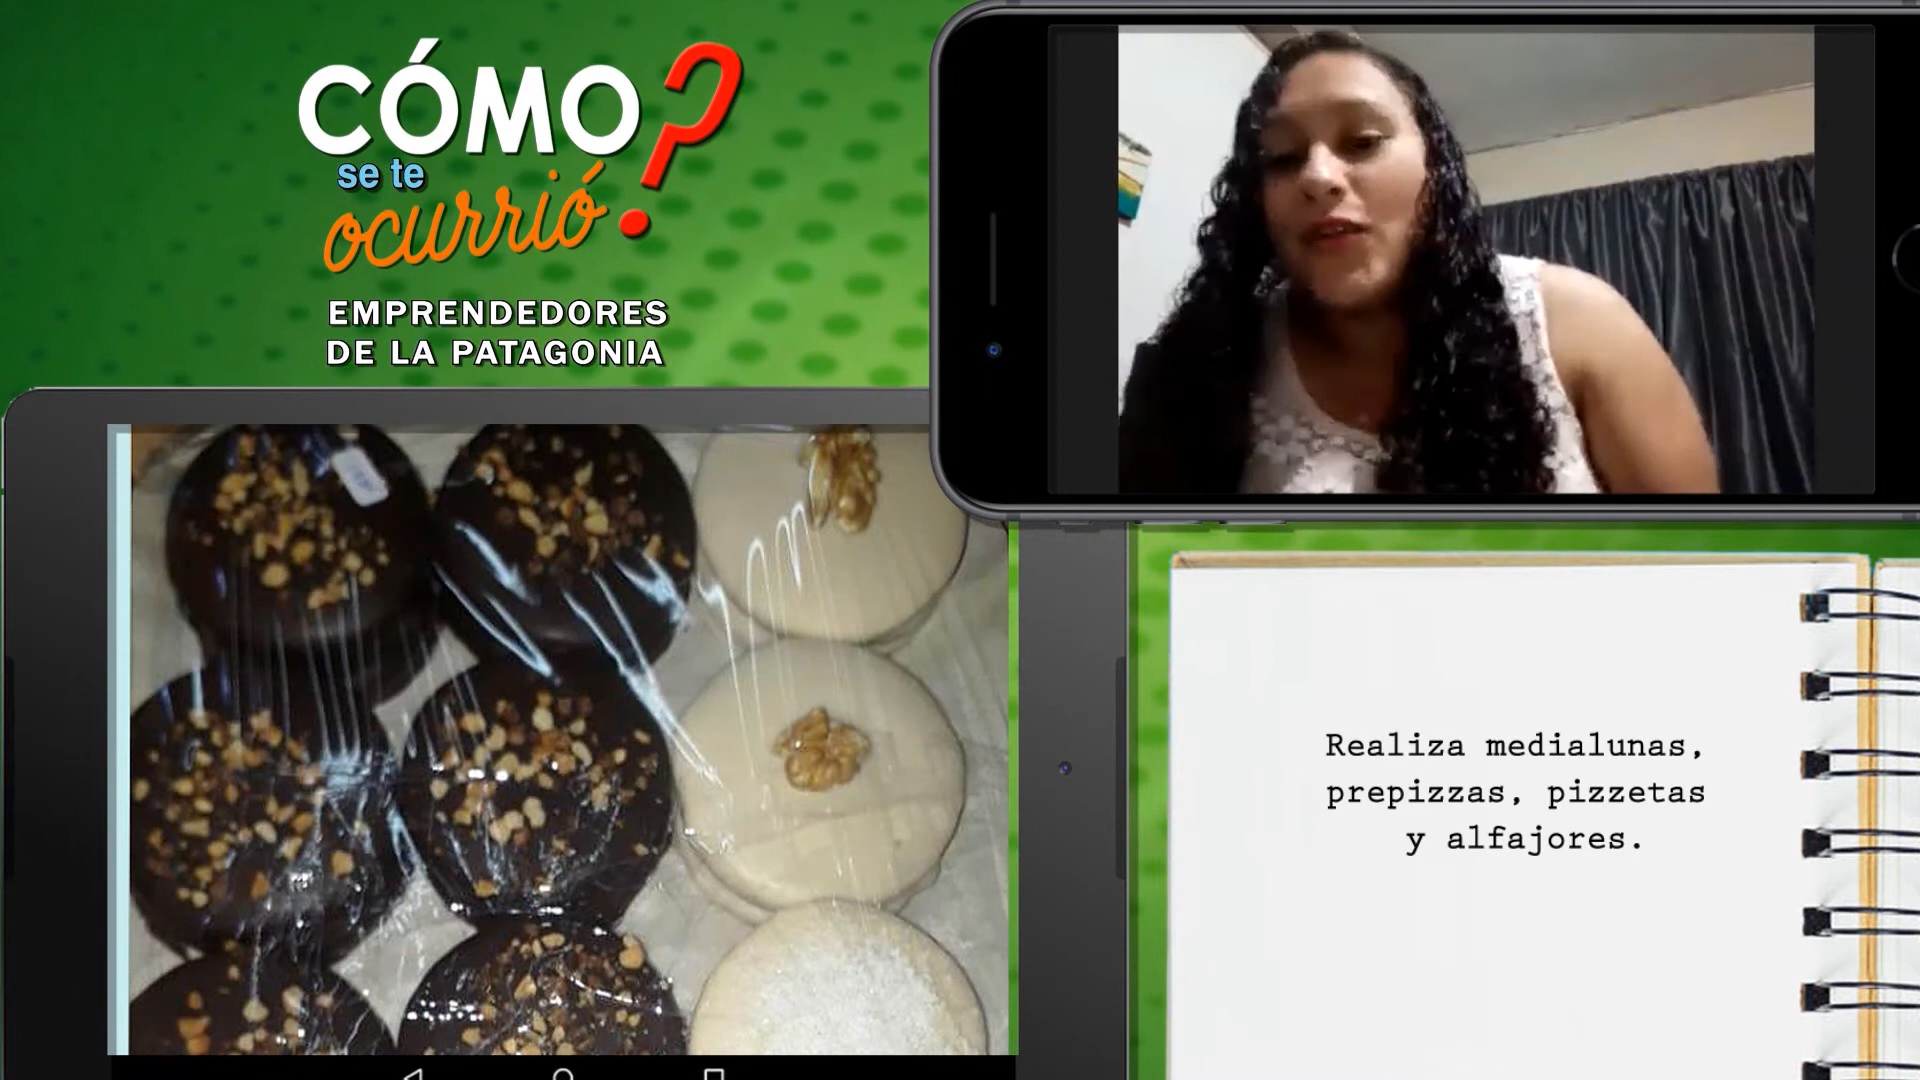 CÓMO?
se te
ocurrió
EMPRENDEDORES
DE LA PATAGONIA
Realiza medialunas,
prepizzas, pizzetas
y alfajores.